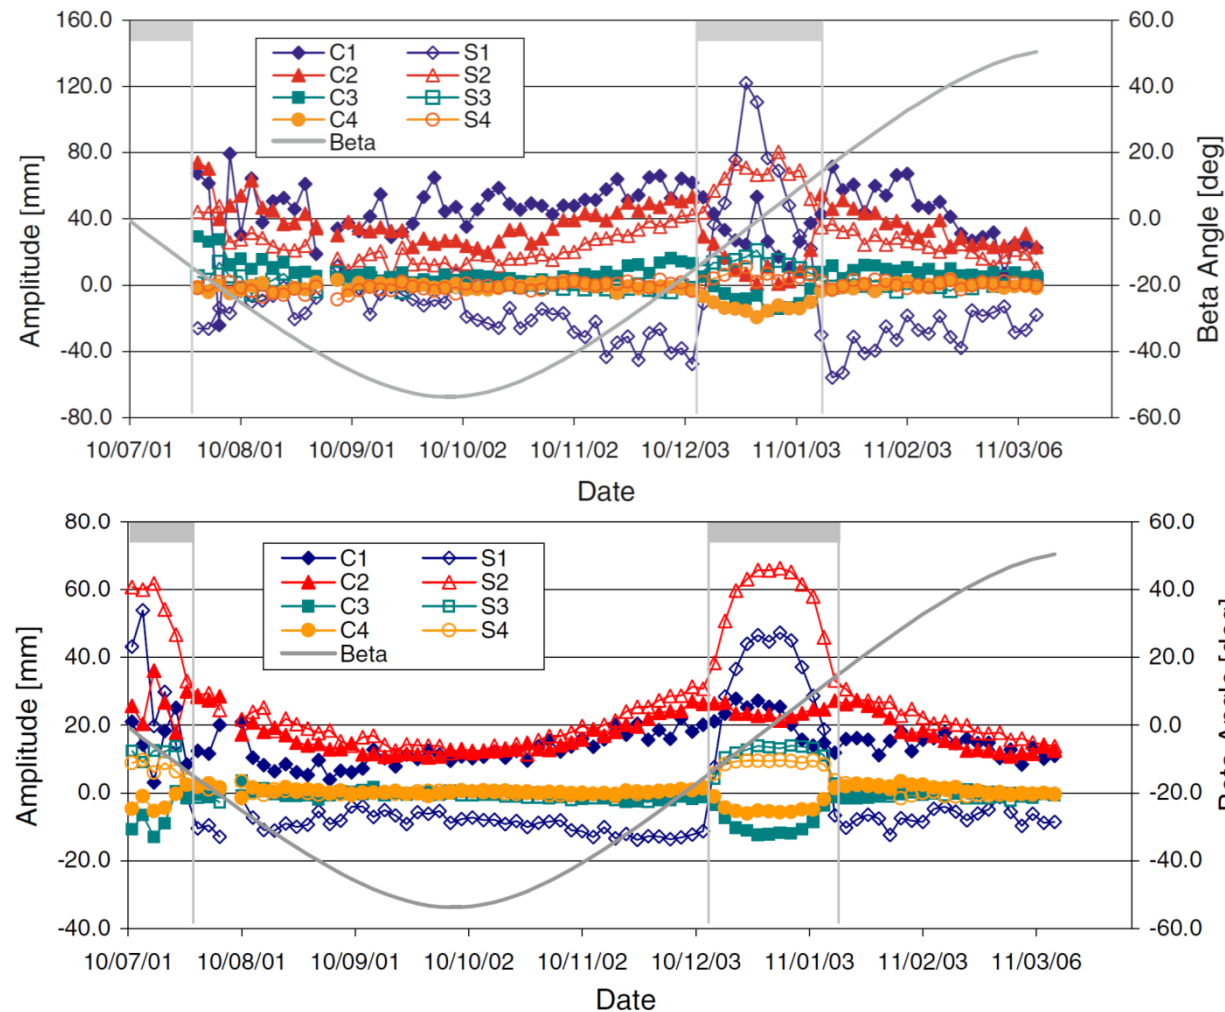 160.0 60.0
C1 S1
120.0 40.0
C2 S2
C3 S3
80.0 20.0
C4 S4
Beta
40.0 0.0
0.0 -20.0
-40.0 -40.0
-80.0 -60.0
Amplitude [mm]
Beta Angle [deg]
10/07/01 10/08/01 10/09/01 10/10/02 10/11/02 10/12/03 11/01/03 11/02/03 11/03/06
Date
80.0 60.0
C1 S1
60.0 40.0
C2 S2
C3 S3
C4 S4
40.0 20.0
Beta
20.0 0.0
0.0 -20.0
-20.0 -40.0
-40.0 -60.0
Amplitude [mm]
10/07/01 10/08/01 10/09/01 10/10/02 10/11/02 10/12/03 11/01/03 11/02/03 11/03/06
Date